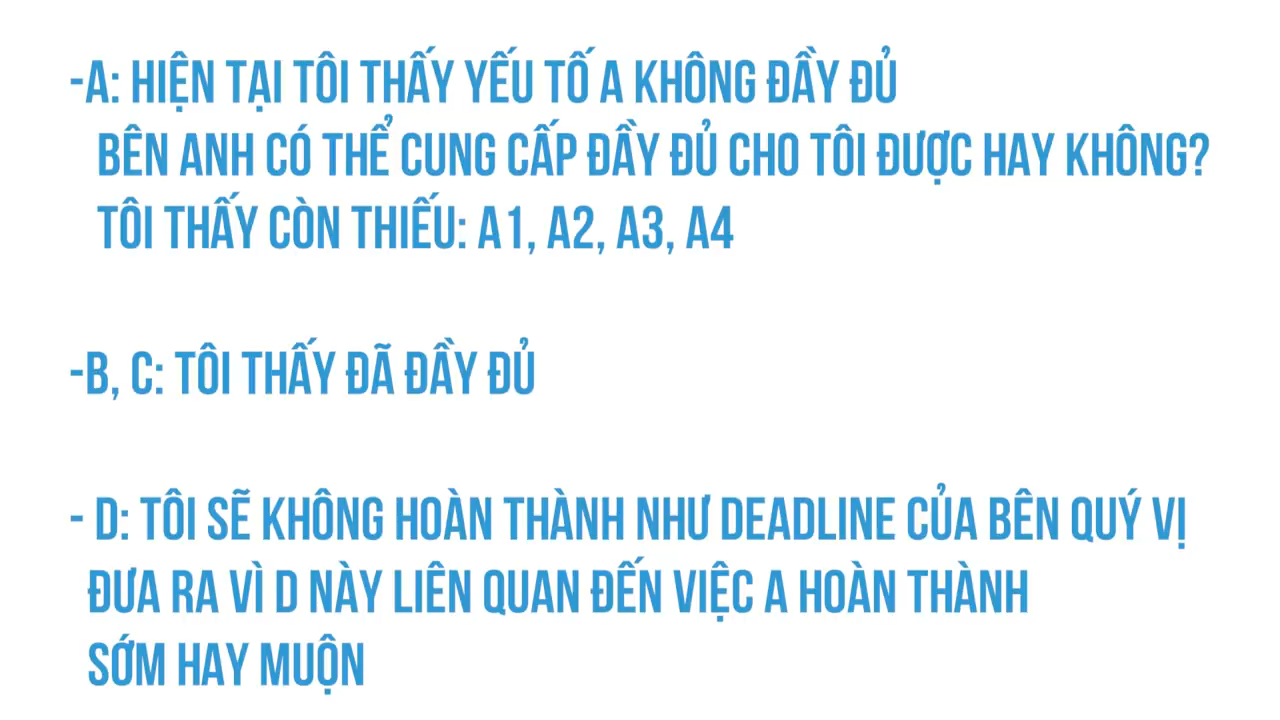 -A: HIỆN TẠI TÔI THẤY YẾU TỐ A KHÔNG ĐẦY ĐỦ
BÊN ANH CÓ THỂ CUNG CẤP ĐẦY ĐỦ CHO TÔI ĐƯỢC HAY KHÔNG?
TÔI THẤY CÒN THIẾU: A1, A2, A3, A4
-B, C: TÔI THẤY ĐÃ ĐẦY ĐỦ
- D: TÔI SẼ KHÔNG HOÀN THÀNH NHƯ DEADLINE CỦA BÊN QUÝ VỊ
ĐƯA RA VÌ D NÀY LIÊN QUAN ĐẾN VIỆC A HOÀN THÀNH
SỚM HAY MUỘN